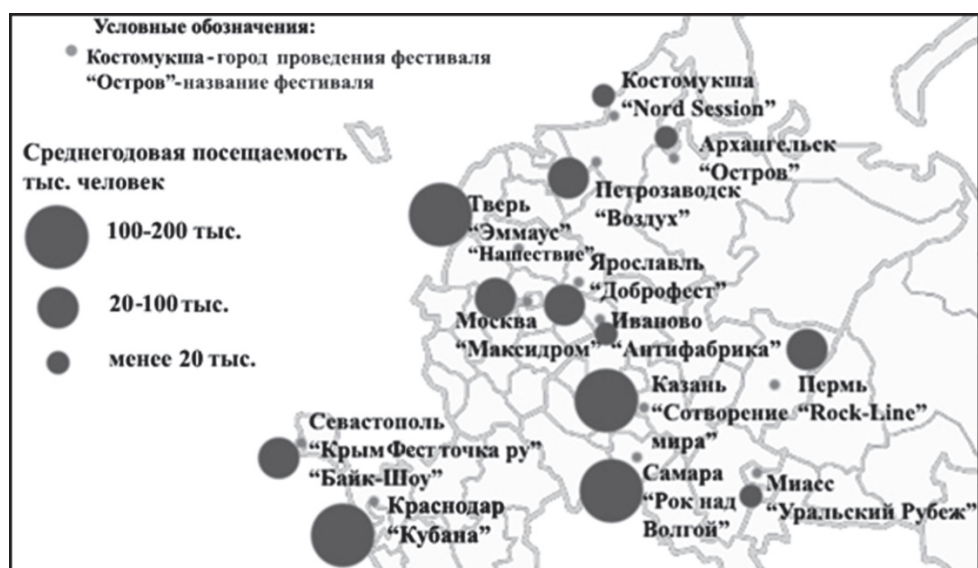 Условные обозначения:
Костомукша - город проведения фестиваля
“Остров”-название фестиваля
Среднегодовая посещаемость
тыс. человек
100-200 тыс.
20-100 тыс.
менее 20 тыс.
Костомукша
“Nord Session”
Архангельск
“Остров”
Петрозаводск
“Воздух”
Тверь
“Эммаус”
“Нашествие”
Ярославль
“Доброфест”
Москва
“Максидром”
Иваново
“Антифабрика”
Казань
“Сотворение
мира”
Пермь
“Rock-Line”
Севастополь
“Крым Фест точка ру”
“Байк-Шоу”
Самара
“Рок над
Волгой”
Миасс
“Уральский Рубеж”
Краснодар
“Кубана”